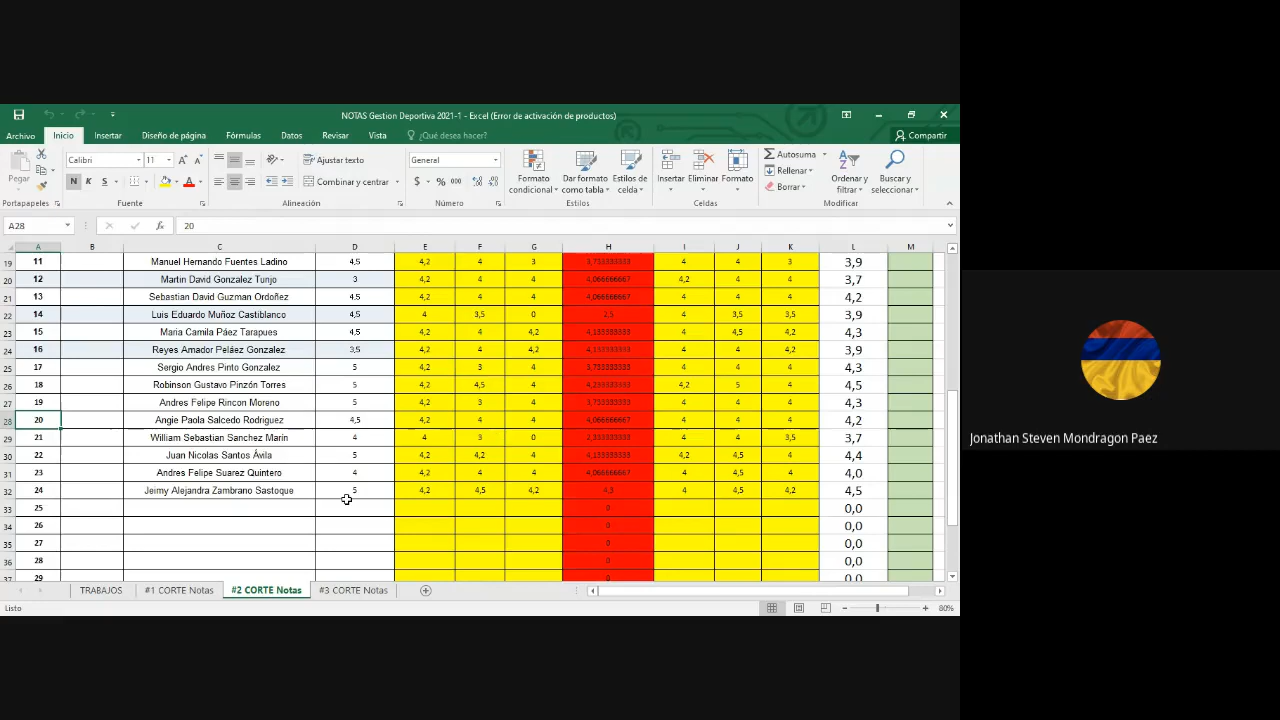 NOTAS Gestion Deportiva 2021-1 - Excel (Error de activación de productos)
Archivo Inicio Insertar Diseño de página Fórmulas Datos Revisar Vista ¿Qué desea hacer? Compartir
Pegar Calibri 11 Ajustar texto General Formato condicional Dar formato como tabla Estilos de celda Insertar Eliminar Formato Autosuma Rellenar Borrar Ordenar y filtrar Buscar y seleccionar
N K S Combinar y centrar $ % 000
Portapapeles Fuente Alineación Número Estilos Celdas Modificar
A28 fx 20
A B C D E F G H I J K L M
19 11 Manuel Hernando Fuentes Ladino 4,5 4,2 4 3 3,733333333 4 4 3 3,9
20 12 Martin David Gonzalez Tunjo 3 4,2 4 4 4,066666667 4,2 4 4 3,7
21 13 Sebastian David Guzman Ordoñez 4,5 4,2 4 4 4,066666667 4 4 4 4,2
22 14 Luis Eduardo Muñoz Castiblanco 4,5 4 3,5 0 2,5 4 3,5 3,5 3,9
23 15 Maria Camila Páez Tarapues 4,5 4,2 4 4,2 4,133333333 4 4,5 4,2 4,3
24 16 Reyes Amador Peláez Gonzalez 3,5 4,2 4 4,2 4,133333333 4 4 4,2 3,9
25 17 Sergio Andres Pinto Gonzalez 5 4,2 3 4 3,733333333 4 4 4 4,3
26 18 Robinson Gustavo Pinzón Torres 5 4,2 4,5 4 4,233333333 4,2 5 4 4,5
27 19 Andres Felipe Rincon Moreno 5 4,2 3 4 3,733333333 4 4 4 4,3
28 20 Angie Paola Salcedo Rodriguez 4,5 4,2 4 4 4,066666667 4 4 4 4,2
29 21 William Sebastian Sanchez Marín 4 4 3 0 2,333333333 4 4 3,5 3,7
30 22 Juan Nicolas Santos Ávila 5 4,2 4,2 4 4,133333333 4,2 4,5 4 4,4
31 23 Andres Felipe Suarez Quintero 4 4,2 4 4 4,066666667 4 4 4 4,0
32 24 Jeimy Alejandra Zambrano Sastoque 5 4,2 4,5 4,2 4,3 4 4,5 4,2 4,5
33 25 0 0,0
34 26 0 0,0
35 27 0 0,0
36 28 0 0,0
37 29 0 0,0
TRABAJOS #1 CORTE Notas #2 CORTE Notas #3 CORTE Notas
Listo 80%
Jonathan Steven Mondragon Paez